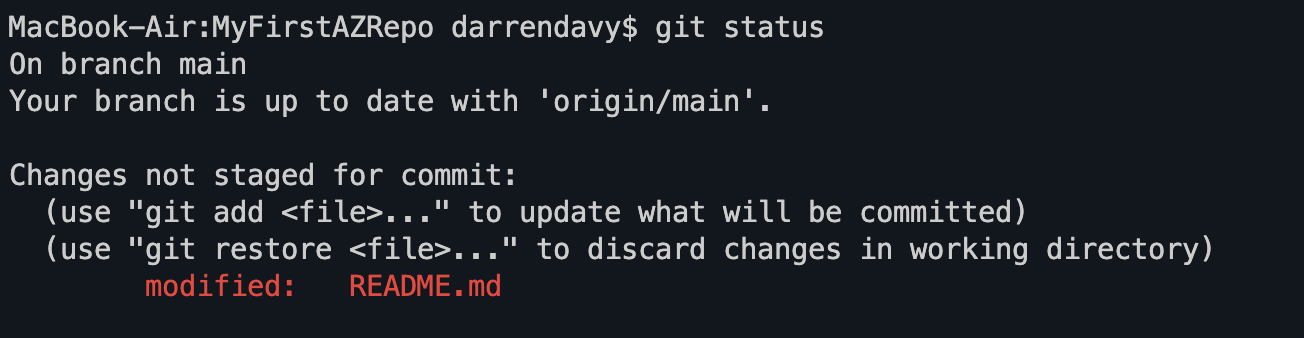 MacBook-Air:MyFirstAZRepo darrendavy$ git status
On branch main
Your branch is up to date with 'origin/main'.
Changes not staged for commit:
(use "git add <file>..." to update what will be committed)
(use "git restore <file>..." to discard changes in working directory)
modified: README.md